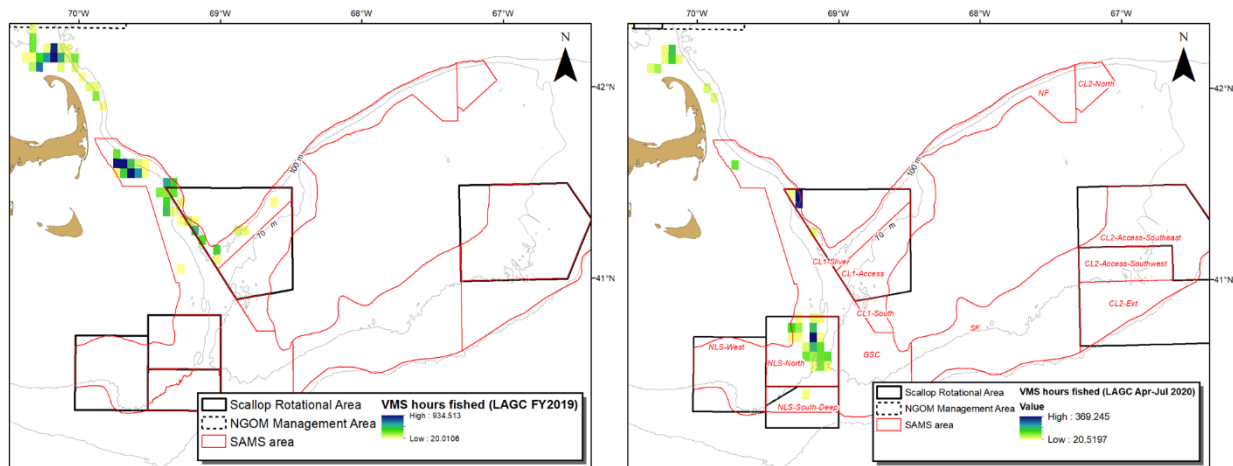 70°W 69°W 68°W 67°W
N
42°N
100 m
70 m
41°N
Scallop Rotational Area
NGOM Management Area
SAMS area
VMS hours fished (LAGC FY2019)
High : 934.513
Low : 20.0106
70°W 69°W 68°W 67°W
N
CL2-North
NF
42°N
100 m
70 m
CL2-Access-Southeast
CL1-Sliver
CL2-Access-Southwest
CL1-Access
41°N
CL2-Ext
CL1-South
SF
NLS-West
GSC
NLS-North
NLS-South-Deep
Scallop Rotational Area
NGOM Management Area
SAMS area
VMS hours fished (LAGC Apr-Jul 2020)
Value
High : 369.245
Low : 20.5197